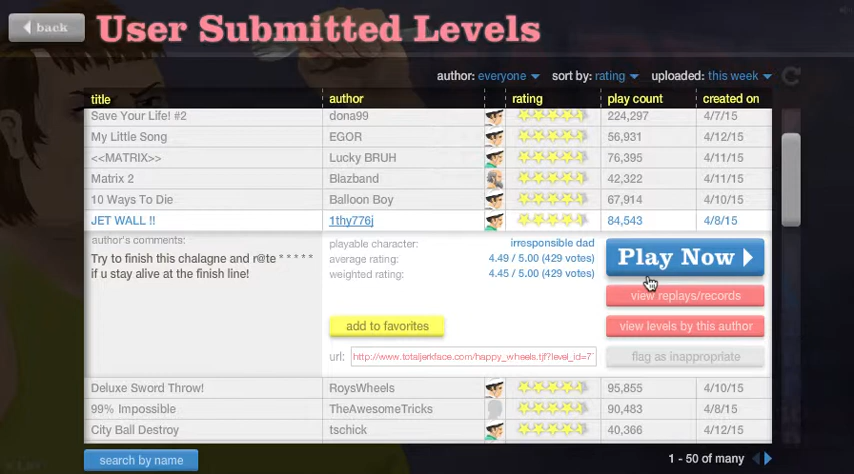 back
User Submitted Levels
author: everyone sort by: rating uploaded: this week
title author rating play count created on
Save Your Life! #2 dona99 224,297 4/7/15
My Little Song EGOR 56,931 4/12/15
<<MATRIX>> Lucky BRUH 76,395 4/11/15
Matrix 2 Blazband 42,322 4/11/15
10 Ways To Die Balloon Boy 67,914 4/10/15
JET WALL !! 1thy776j 84,543 4/8/15
author's comments:
Try to finish this chalagne and r@te * * * * *
if u stay alive at the finish line!
playable character: irresponsible dad
average rating: 4.49 / 5.00 (429 votes)
weighted rating: 4.45 / 5.00 (429 votes)
Play Now
view replays/records
add to favorites
view levels by this author
url: http://www.totaljerkface.com/happy_wheels.tjf?level_id=7
flag as inappropriate
Deluxe Sword Throw! RoysWheels 95,855 4/10/15
99% Impossible TheAwesomeTricks 90,483 4/8/15
City Ball Destroy tschick 40,366 4/12/15
search by name
1 - 50 of many